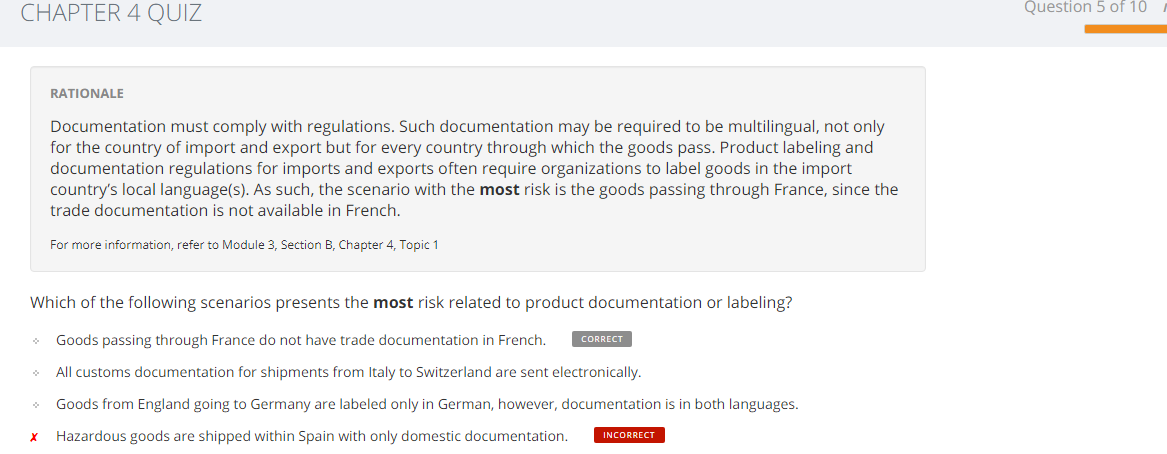 CHAPTER 4 QUIZ
Question 5 of 10
RATIONALE
Documentation must comply with regulations. Such documentation may be required to be multilingual, not only
for the country of import and export but for every country through which the goods pass. Product labeling and
documentation regulations for imports and exports often require organizations to label goods in the import
country’s local language(s). As such, the scenario with the most risk is the goods passing through France, since the
trade documentation is not available in French.
For more information, refer to Module 3, Section B, Chapter 4, Topic 1
Which of the following scenarios presents the most risk related to product documentation or labeling?
Goods passing through France do not have trade documentation in French. CORRECT
All customs documentation for shipments from Italy to Switzerland are sent electronically.
Goods from England going to Germany are labeled only in German, however, documentation is in both languages.
✗ Hazardous goods are shipped within Spain with only domestic documentation. INCORRECT